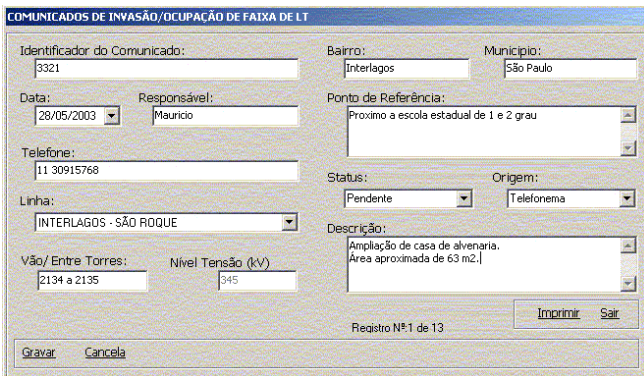 COMUNICADOS DE INVASÃO/OCUPAÇÃO DE FAIXA DE LT
Identificador do Comunicado:
3321
Bairro:
Interlagos
Municipio:
São Paulo
Data:
28/05/2003
Responsável:
Mauricio
Ponto de Referência:
Proximo a escola estadual de 1 e 2 grau
Telefone:
11 30915768
Status:
Pendente
Origem:
Telefonema
Linha:
INTERLAGOS - SÃO ROQUE
Descrição:
Ampliação de casa de alvenaria.
Área aproximada de 63 m2.
Vão/ Entre Torres:
2134 a 2135
Nível Tensão (kV)
345
Imprimir Sair
Registro Nº:1 de 13
Gravar Cancela